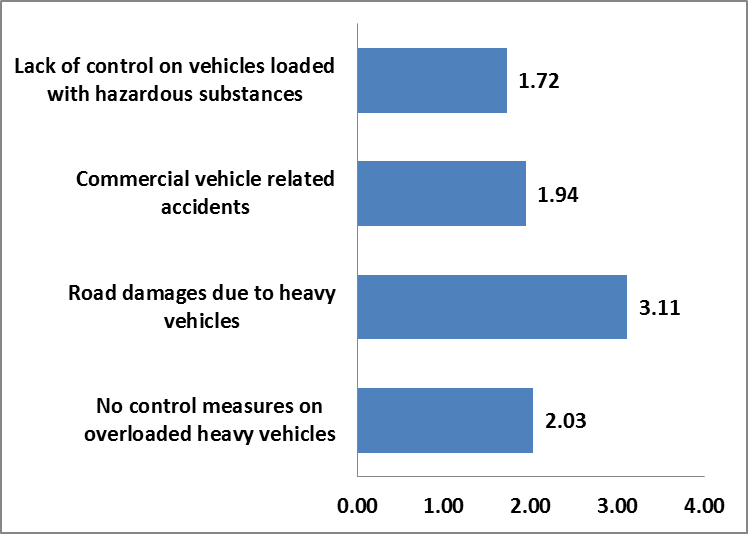 Lack of control on vehicles loaded
with hazardous substances
1.72
Commercial vehicle related
accidents
1.94
Road damages due to heavy
vehicles
3.11
No control measures on
overloaded heavy vehicles
2.03
0.00 1.00 2.00 3.00 4.00